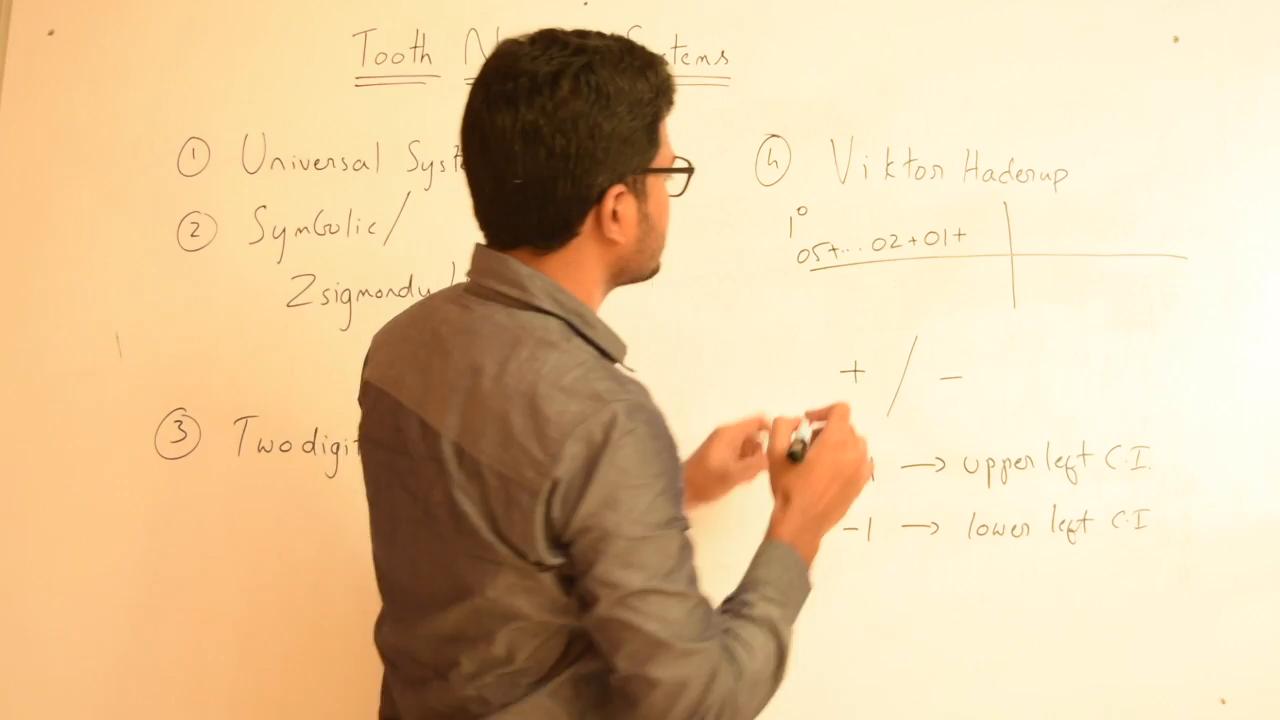 Tooth
① Universal
② Symbolic/
Zsigmondy
③ Two digit
④ Viktor Haderup
1°
05+... 02+01+
+ / -
→ upper left C.I.
-1 → lower left C.I